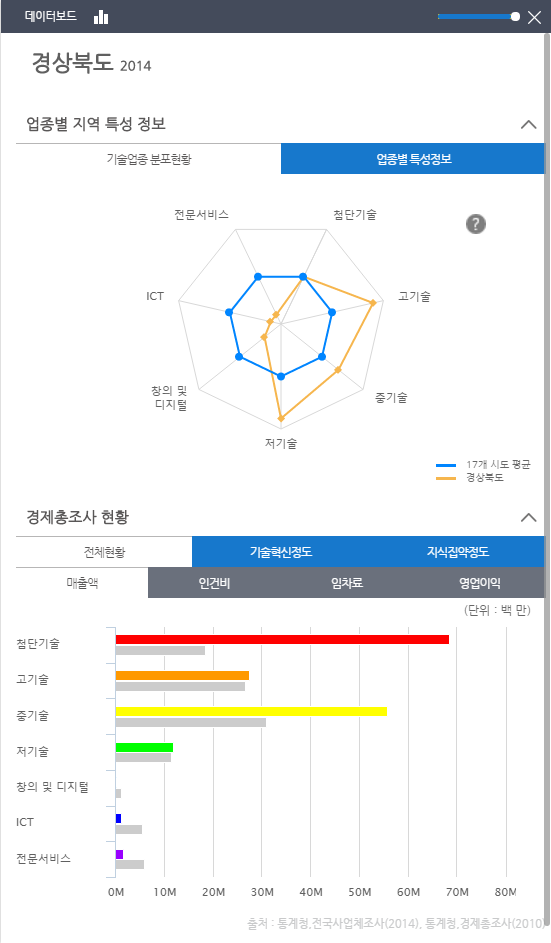 데이터보드
경상북도 2014
업종별 지역 특성 정보
기술업종 분포현황 업종별 특성정보
전문서비스 첨단기술
?
ICT 고기술
창의 및
디지털
중기술
저기술
17개 시도 평균
경상북도
경제총조사 현황
전체현황 기술혁신정도 지식집약정도
매출액 인건비 임차료 영업이익
(단위 : 백 만)
첨단기술
고기술
중기술
저기술
창의 및 디지털
ICT
전문서비스
0M 10M 20M 30M 40M 50M 60M 70M 80M
출처 : 통계청,전국사업체조사(2014), 통계청,경제총조사(2010)